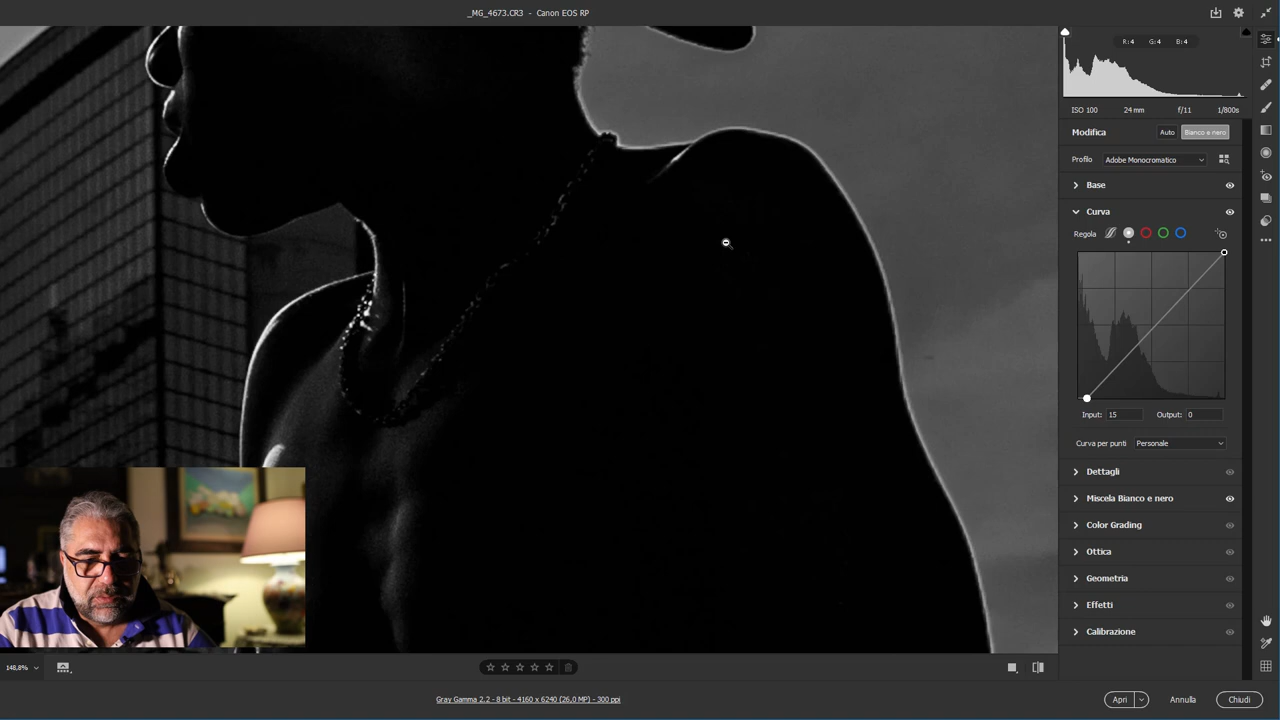 _MG_4673.CR3 - Canon EOS RP
R:4 G:4 B:4
ISO 100 24 mm f/11 1/800s
Modifica Auto Bianco e nero
Profilo Adobe Monocromatico
Base
Curva
Regola
Input: 15 Output: 0
Curva per punti Personale
Dettagli
Miscela Bianco e nero
Color Grading
Ottica
Geometria
Effetti
Calibrazione
148,8%
Gray Gamma 2.2 - 8 bit - 4160 x 6240 (26,0 MP) - 300 ppi
Apri Annulla Chiudi